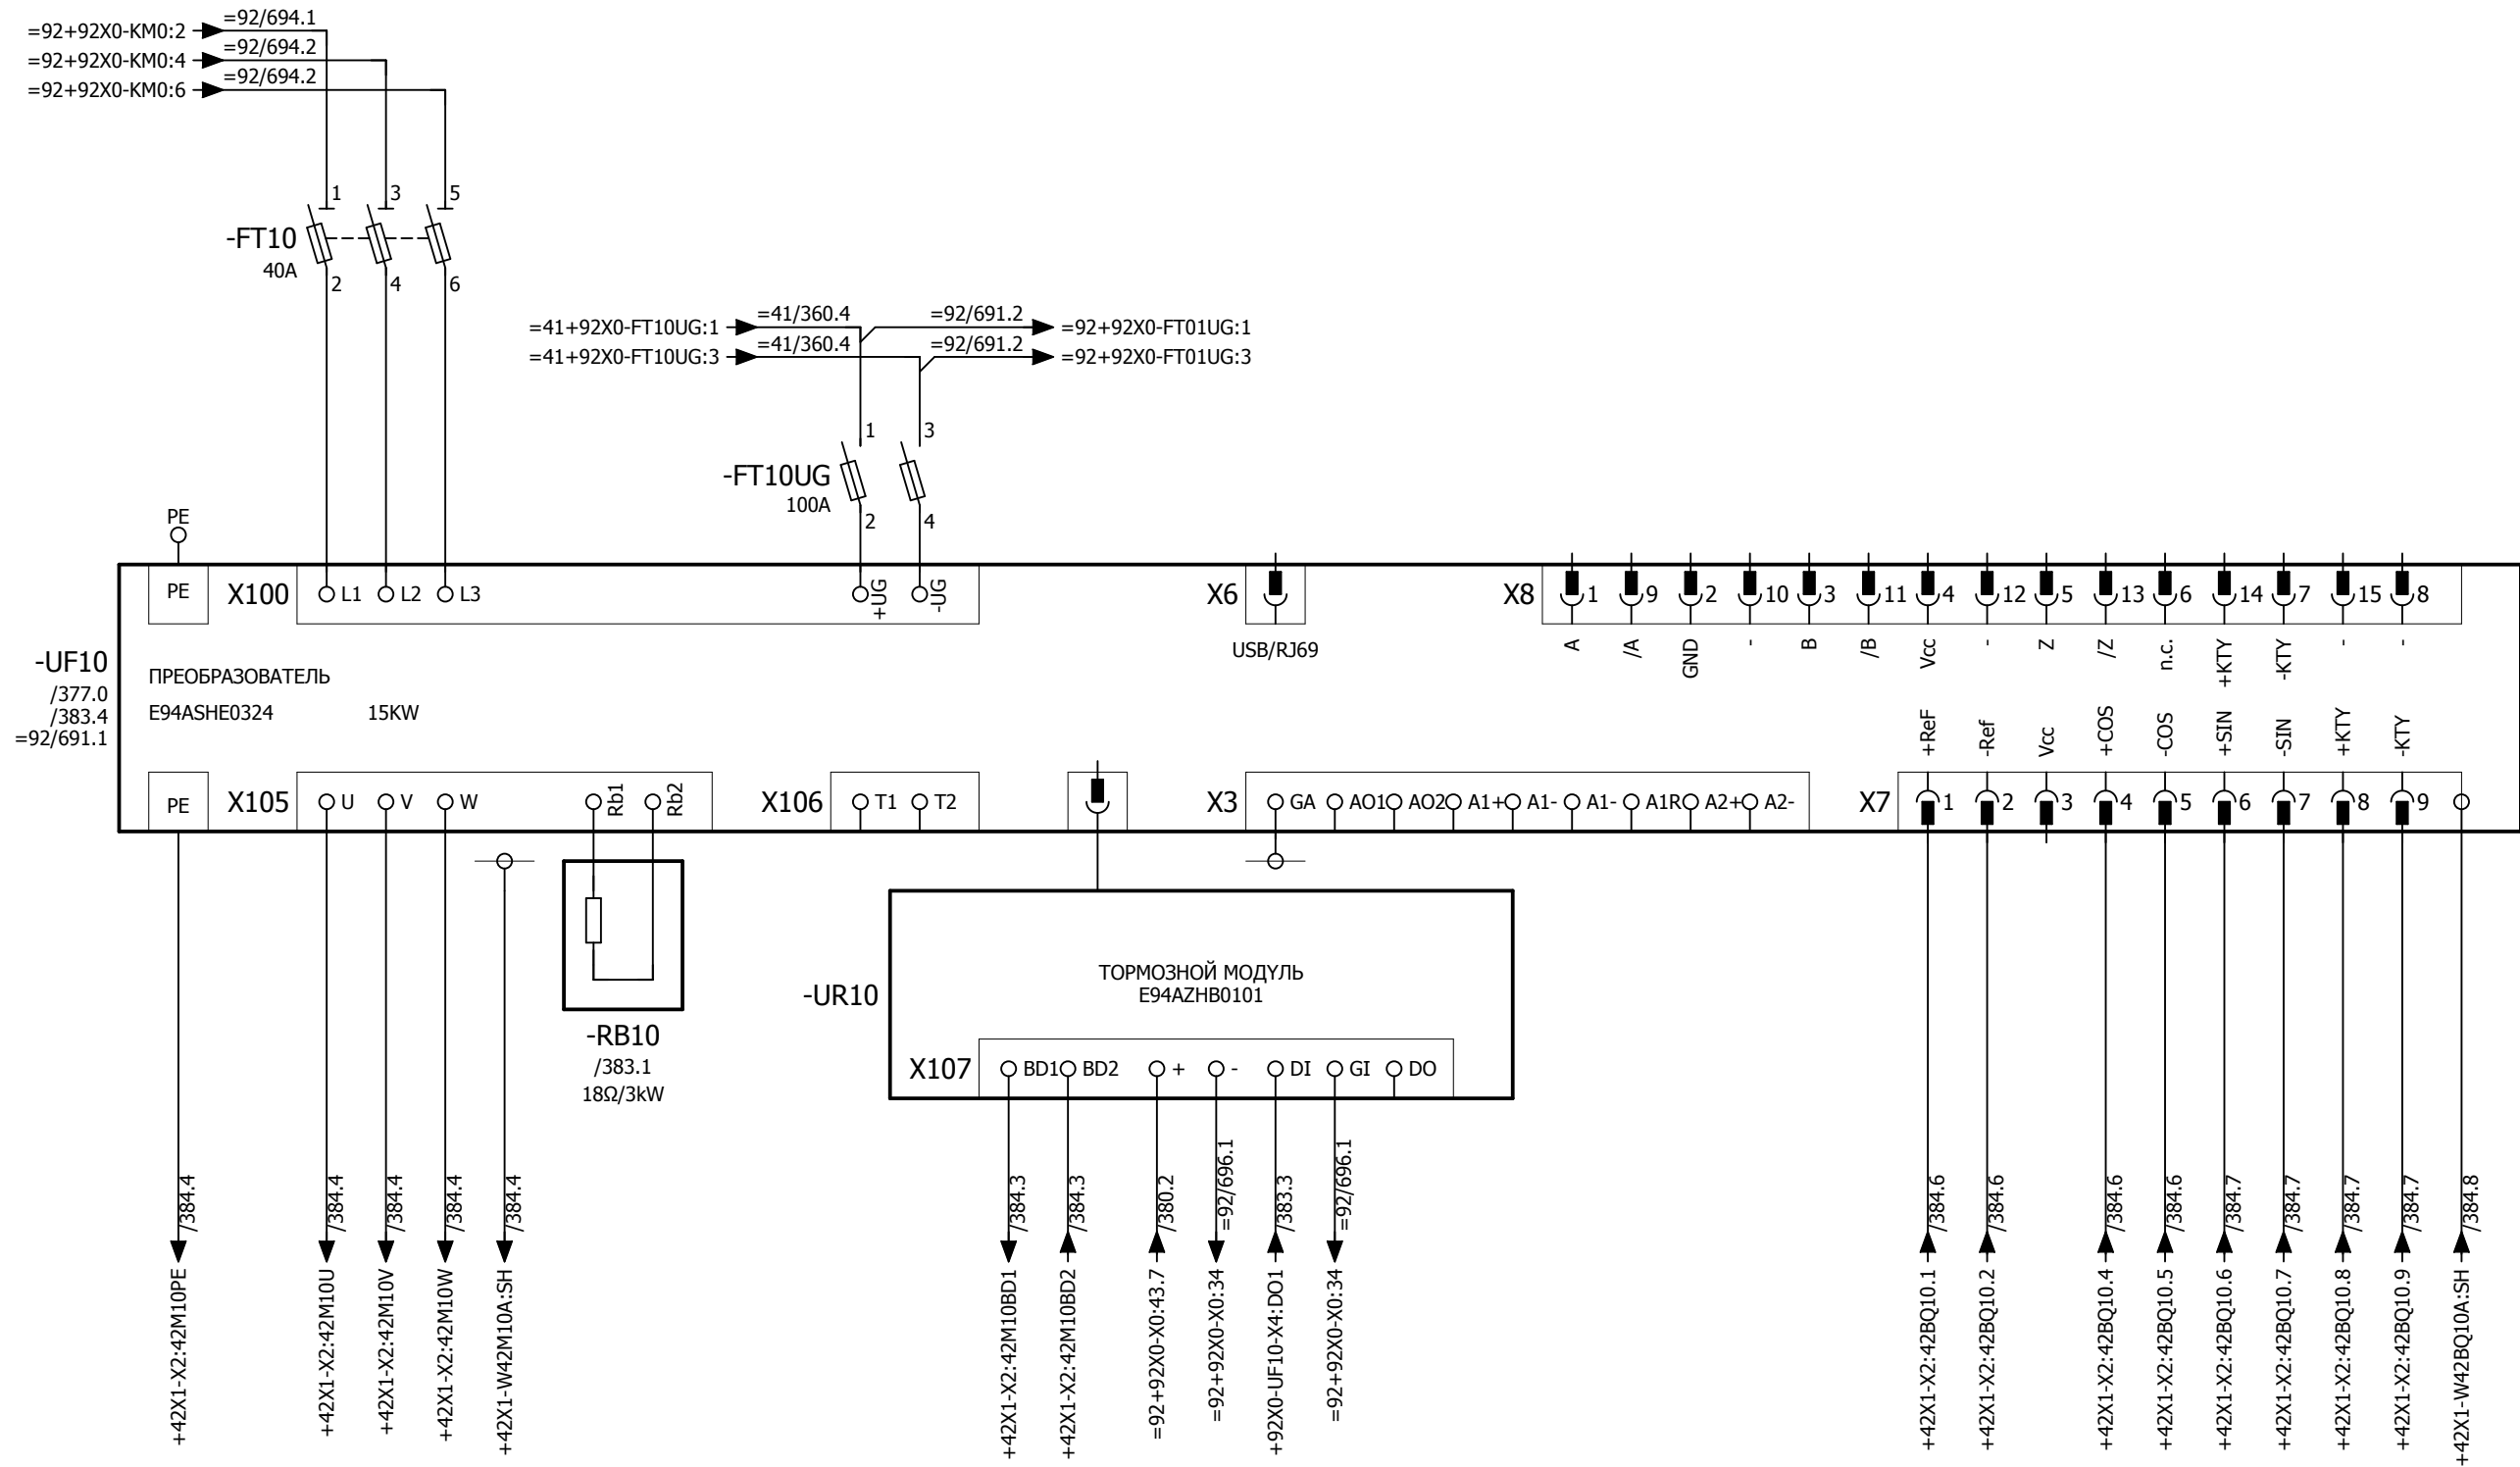 =92+92X0-KM0:2
=92/694.1
=92+92X0-KM0:4
=92/694.2
=92+92X0-KM0:6
=92/694.2
1
3
5
-FT10
40A
2
4
6
=41+92X0-FT10UG:1
=41/360.4
=92/691.2
=92+92X0-FT01UG:1
=41+92X0-FT10UG:3
=41/360.4
=92/691.2
=92+92X0-FT01UG:3
1
3
-FT10UG
100A
2
4
PE
PE
X100
L1
L2
L3
+UG
-UG
X6
USB/RJ69
X8
1
9
2
10
3
11
4
12
5
13
6
14
7
15
8
A
/A
GND
-
B
/B
Vcc
-
Z
/Z
n.c.
+KTY
-KTY
-
-
-UF10
/377.0
/383.4
=92/691.1
ПРЕОБРАЗОВАТЕЛЬ
E94ASHE0324
15KW
+ReF
-Ref
Vcc
+COS
-COS
+SIN
-SIN
+KTY
-KTY
PE
X105
U
V
W
Rb1
Rb2
X106
T1
T2
X3
GA
AO1
AO2
A1+
A1-
A1-
A1R
A2+
A2-
X7
1
2
3
4
5
6
7
8
9
-RB10
/383.1
18Ω/3kW
-UR10
ТОРМОЗНОЙ МОДУЛЬ
E94AZHB0101
X107
BD1
BD2
+
-
DI
GI
DO
/384.4
/384.4
/384.4
/384.4
/384.4
/384.3
/384.3
/380.2
=92/696.1
/383.3
=92/696.1
/384.6
/384.6
/384.6
/384.6
/384.7
/384.7
/384.7
/384.7
/384.8
+42X1-X2:42M10PE
+42X1-X2:42M10U
+42X1-X2:42M10V
+42X1-X2:42M10W
+42X1-W42M10A:SH
+42X1-X2:42M10BD1
+42X1-X2:42M10BD2
=92+92X0-X0:43.7
=92+92X0-X0:34
+92X0-UF10-X4:DO1
=92+92X0-X0:34
+42X1-X2:42BQ10.1
+42X1-X2:42BQ10.2
+42X1-X2:42BQ10.4
+42X1-X2:42BQ10.5
+42X1-X2:42BQ10.6
+42X1-X2:42BQ10.7
+42X1-X2:42BQ10.8
+42X1-X2:42BQ10.9
+42X1-W42BQ10A:SH